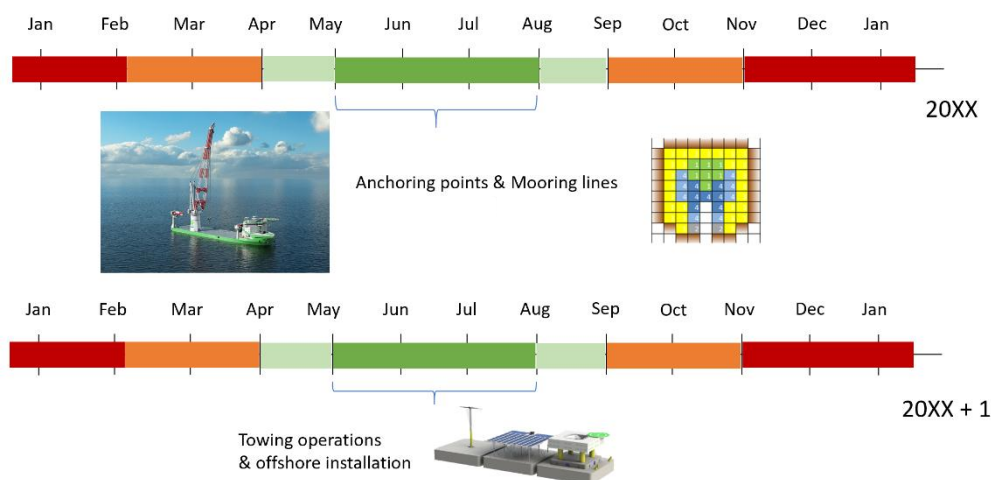 Jan Feb Mar Apr May Jun Jul Aug Sep Oct Nov Dec Jan
20XX
Anchoring points & Mooring lines
Jan Feb Mar Apr May Jun Jul Aug Sep Oct Nov Dec Jan
20XX + 1
Towing operations
& offshore installation